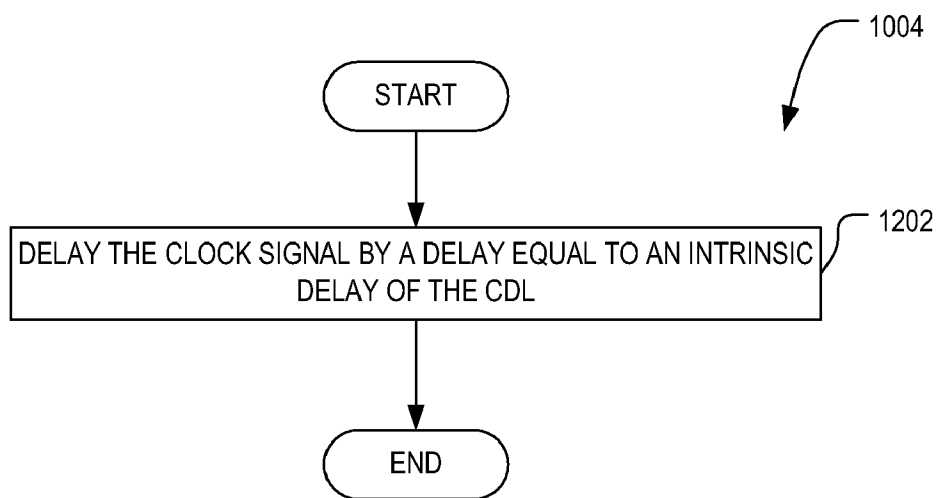 1004
START
1202
DELAY THE CLOCK SIGNAL BY A DELAY EQUAL TO AN INTRINSIC
DELAY OF THE CDL
END